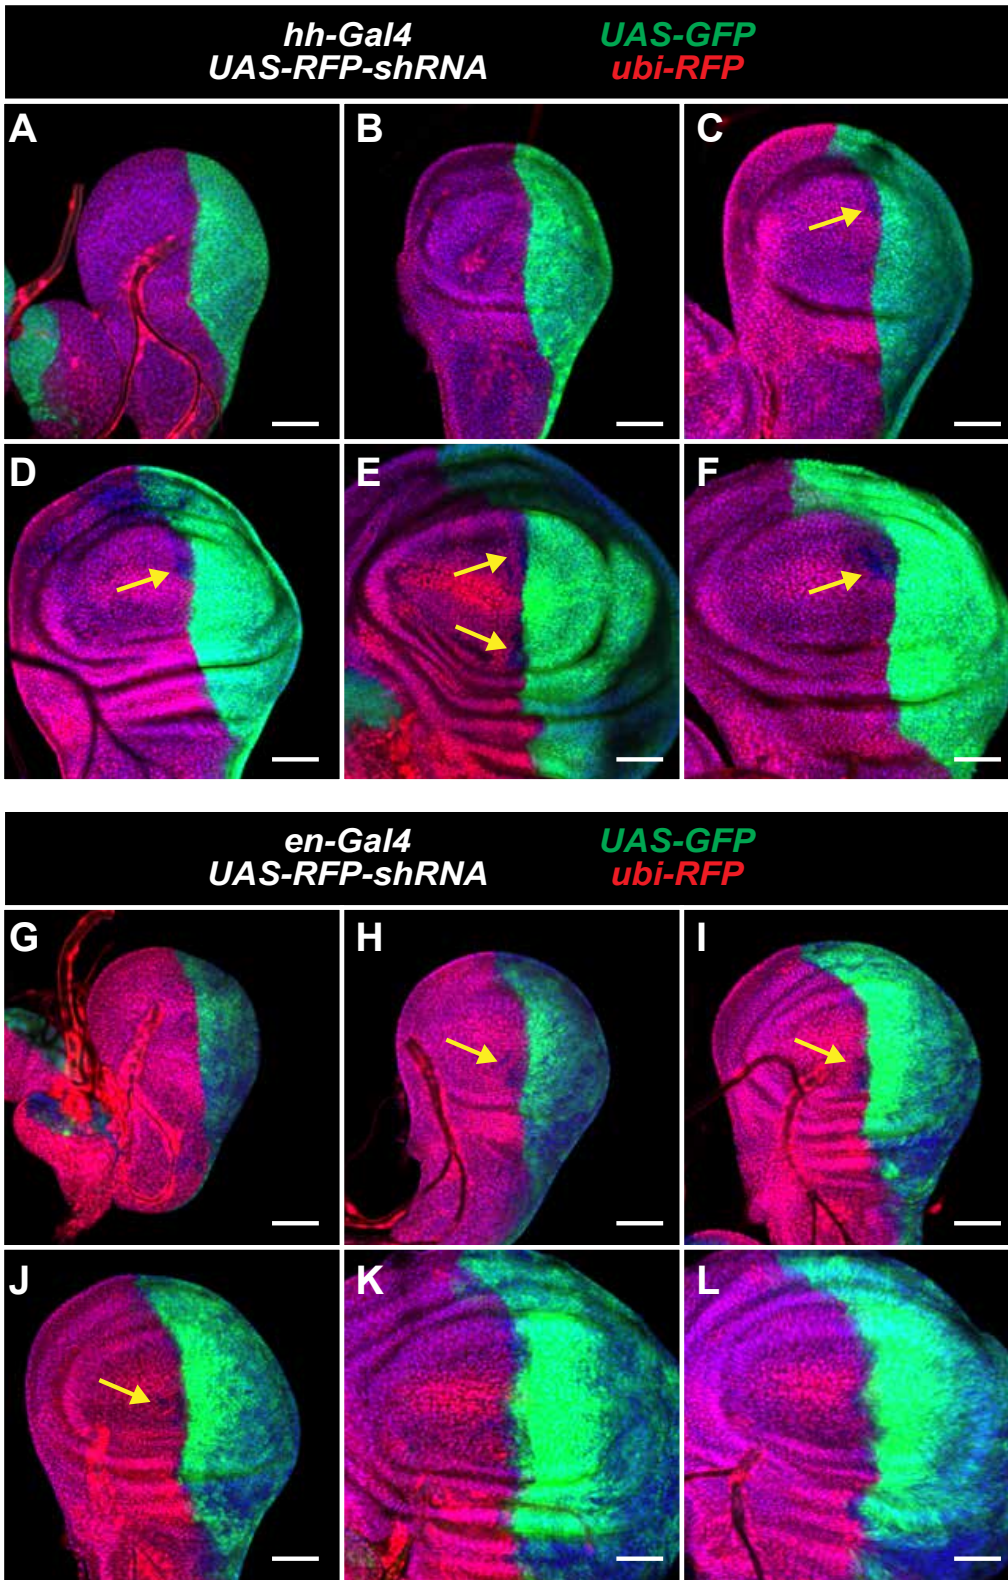 hh-Gal4 UAS-GFP
UAS-RFP-shRNA ubi-RFP
A B C
D E F
en-Gal4 UAS-GFP
UAS-RFP-shRNA ubi-RFP
G H I
J K L